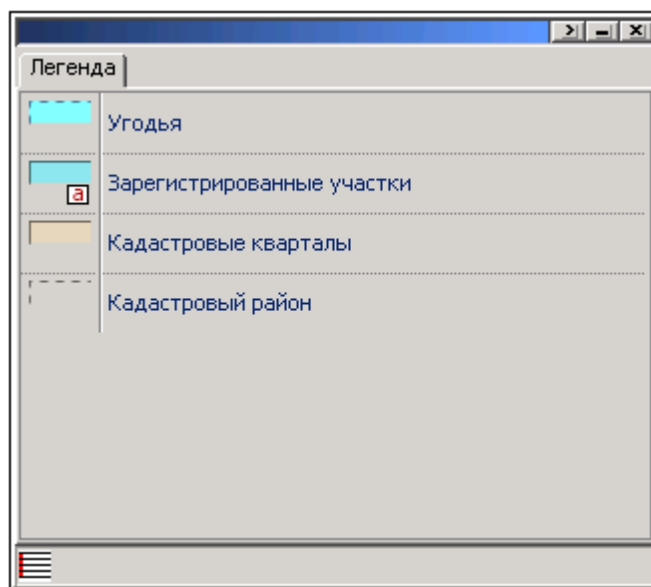 Легенда
Угодья
a
Зарегистрированные участки
Кадастровые кварталы
Кадастровый район